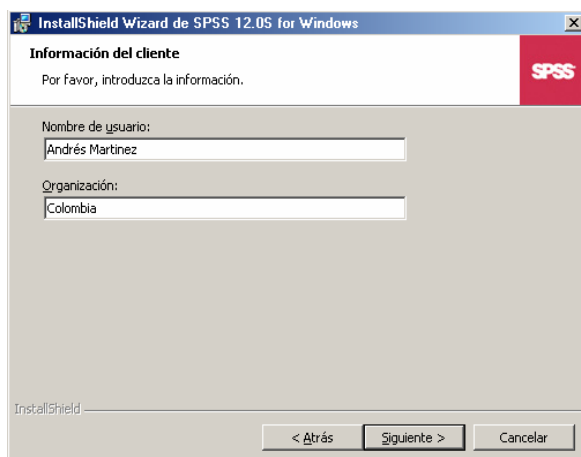 InstallShield Wizard de SPSS 12.0S for Windows
Información del cliente
Por favor, introduzca la información.
SPSS
Nombre de usuario:
Andrés Martinez
Organización:
Colombia
InstallShield
< Atrás Siguiente > Cancelar